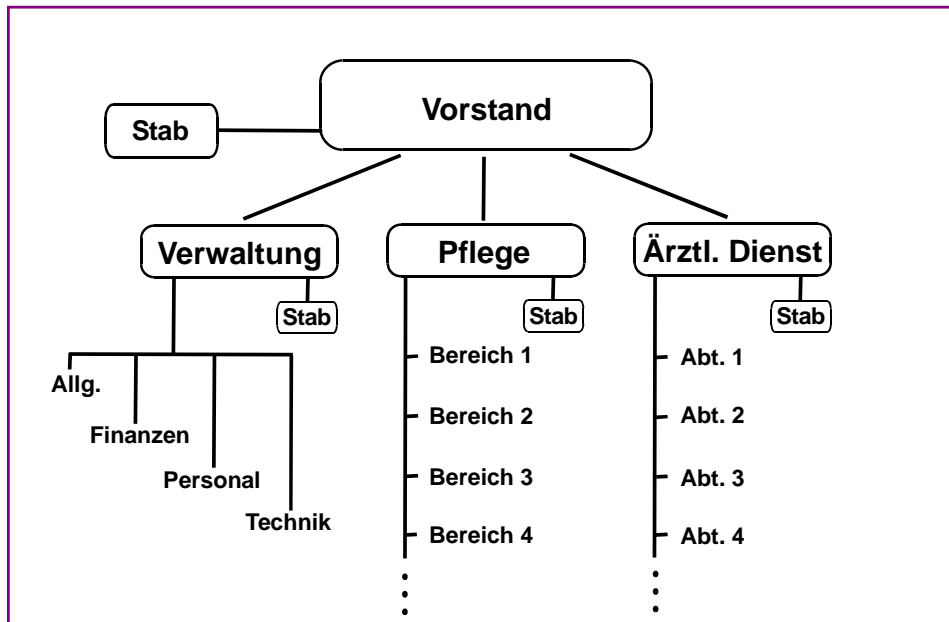 Vorstand
Stab
Verwaltung
Pflege
Ärztl. Dienst
Stab
Stab
Stab
Allg.
Finanzen
Personal
Technik
Bereich 1
Bereich 2
Bereich 3
Bereich 4
Abt. 1
Abt. 2
Abt. 3
Abt. 4